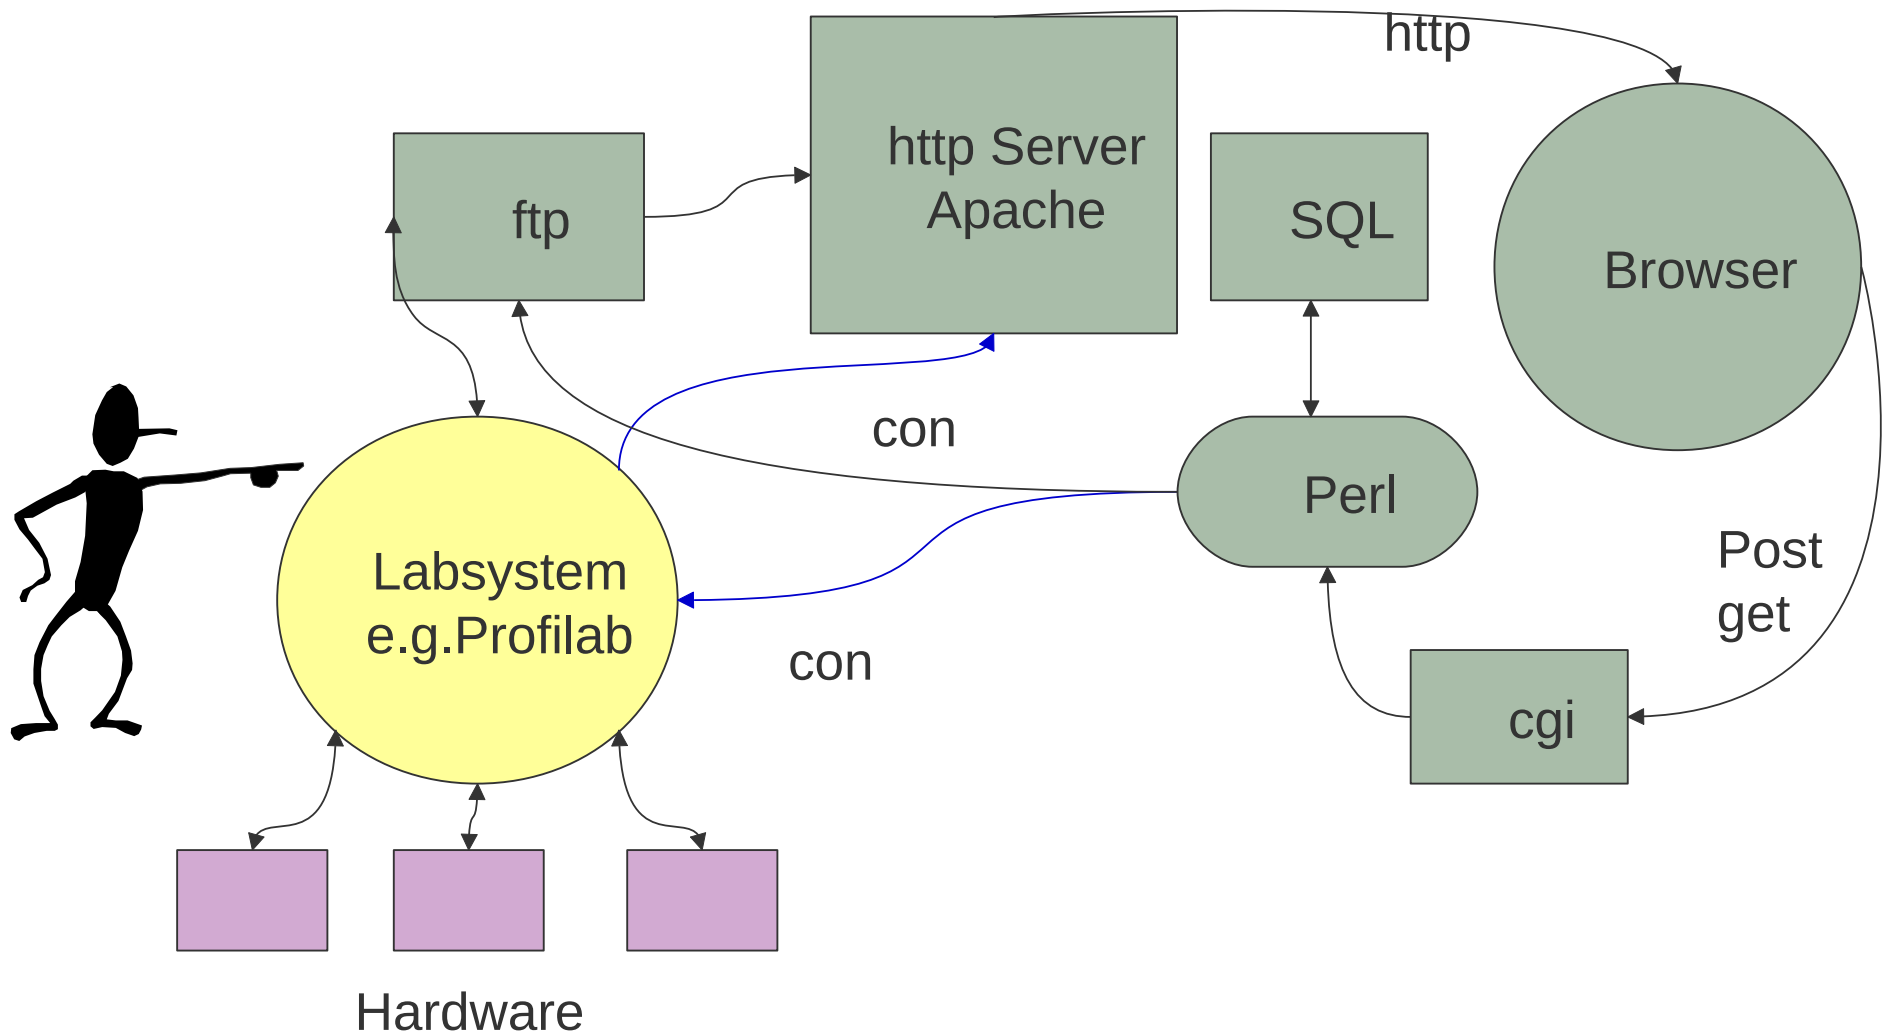 http
http Server
Apache
ftp
SQL
Browser
con
Perl
Labsystem
e.g.Profilab
Post
get
con
cgi
Hardware